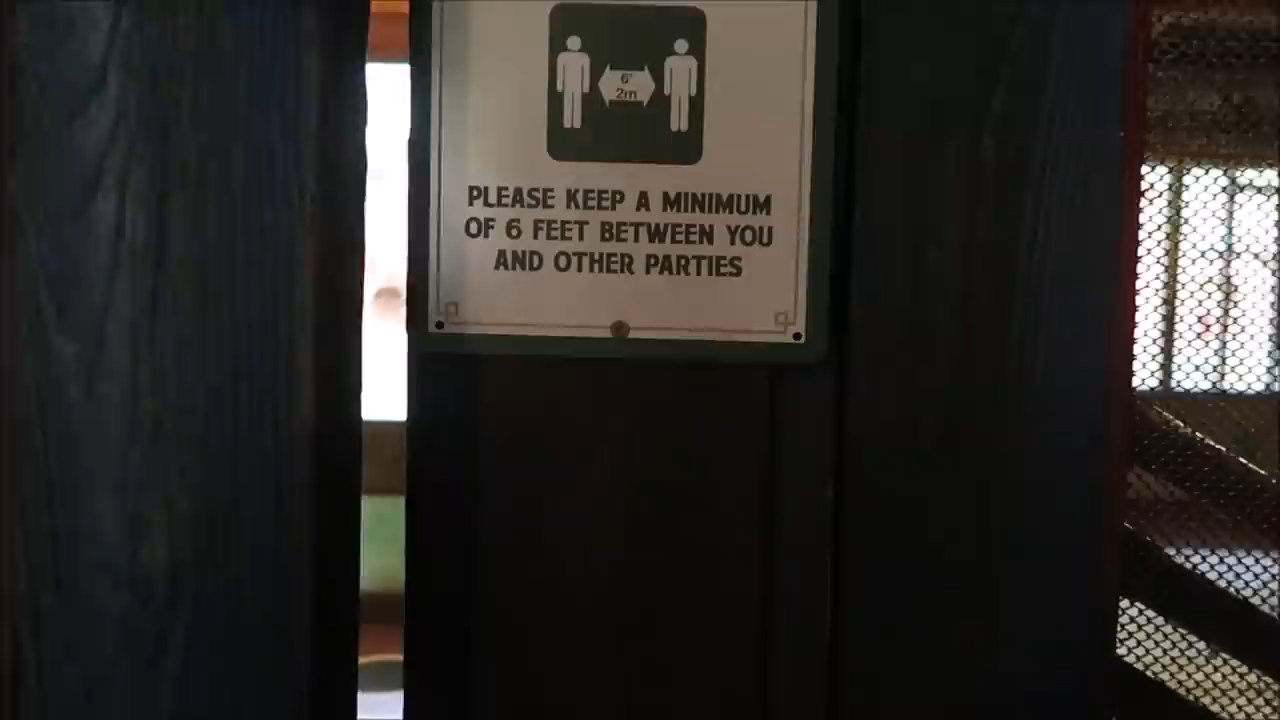 6'
2m
PLEASE KEEP A MINIMUM
OF 6 FEET BETWEEN YOU
AND OTHER PARTIES